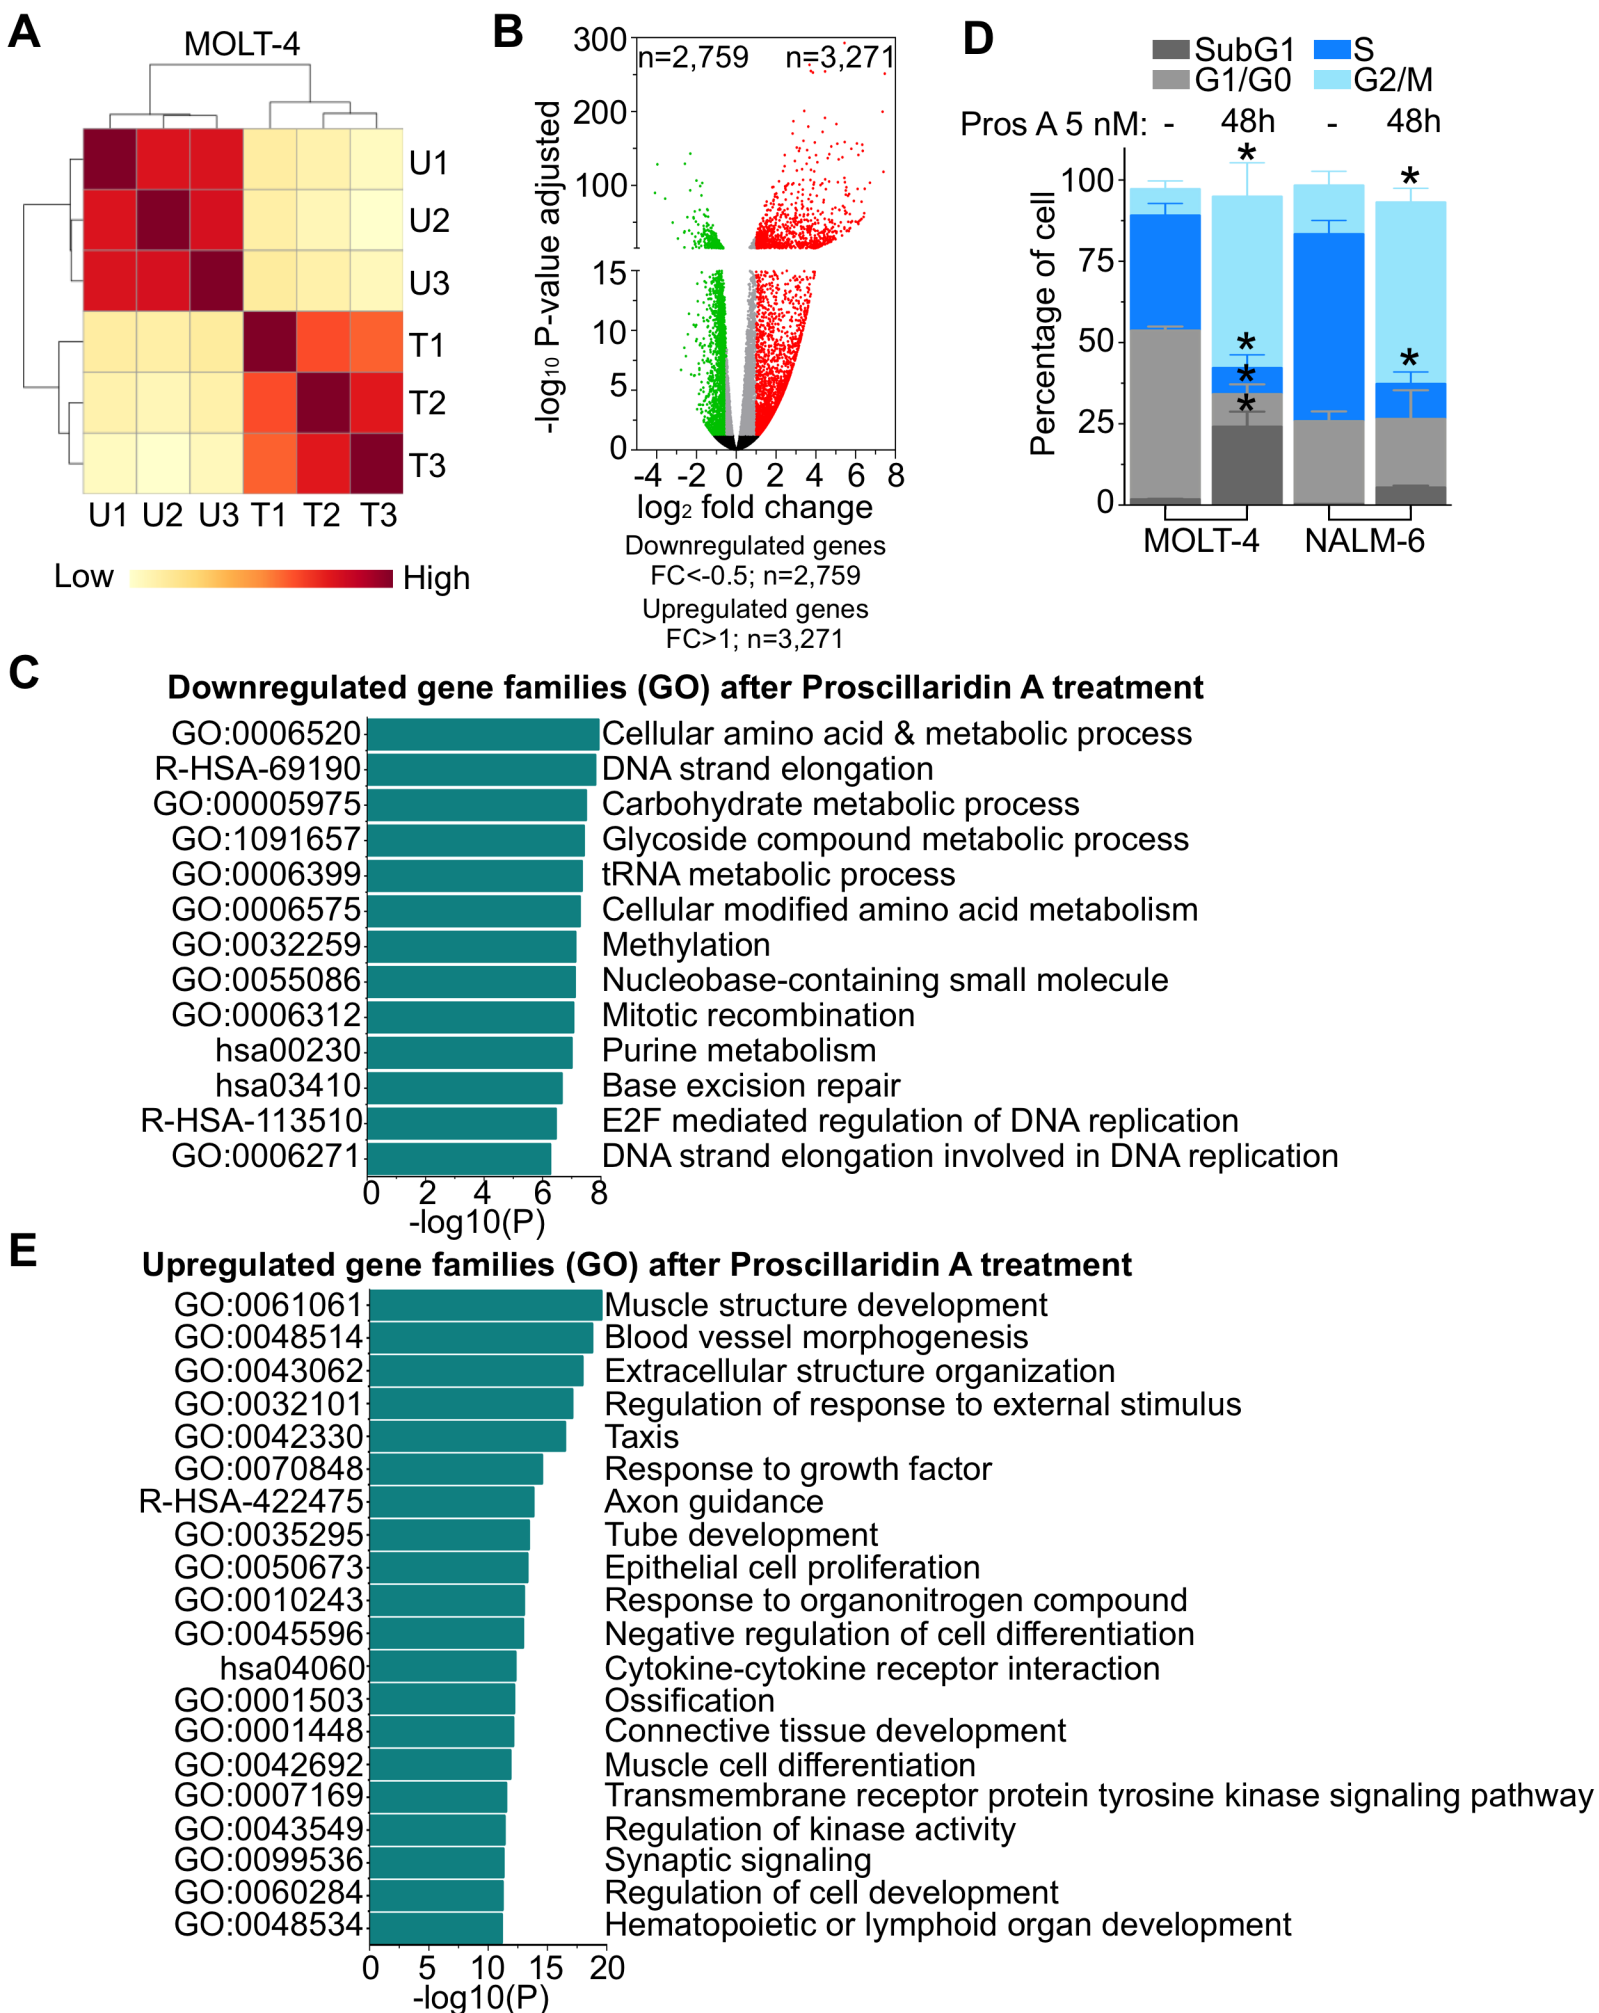 A
MOLT-4
U1
U2
U3
T1
T2
T3
U1 U2 U3 T1 T2 T3
Low High
B
n=2,759 n=3,271
300
200
100
15
10
5
0
-log10 P-value adjusted
-4 -2 0 2 4 6 8
log2 fold change
Downregulated genes
FC<-0.5; n=2,759
Upregulated genes
FC>1; n=3,271
D
SubG1 S
G1/G0 G2/M
Pros A 5 nM: - 48h - 48h
Percentage of cell
100
75
50
25
0
* * * *
* *
MOLT-4 NALM-6
C
Downregulated gene families (GO) after Proscillaridin A treatment
GO:0006520 Cellular amino acid & metabolic process
R-HSA-69190 DNA strand elongation
GO:00005975 Carbohydrate metabolic process
GO:1091657 Glycoside compound metabolic process
GO:0006399 tRNA metabolic process
GO:0006575 Cellular modified amino acid metabolism
GO:0032259 Methylation
GO:0055086 Nucleobase-containing small molecule
GO:0006312 Mitotic recombination
hsa00230 Purine metabolism
hsa03410 Base excision repair
R-HSA-113510 E2F mediated regulation of DNA replication
GO:0006271 DNA strand elongation involved in DNA replication
0 2 4 6 8
-log10(P)
E
Upregulated gene families (GO) after Proscillaridin A treatment
GO:0061061 Muscle structure development
GO:0048514 Blood vessel morphogenesis
GO:0043062 Extracellular structure organization
GO:0032101 Regulation of response to external stimulus
GO:0042330 Taxis
GO:0070848 Response to growth factor
R-HSA-422475 Axon guidance
GO:0035295 Tube development
GO:0050673 Epithelial cell proliferation
GO:0010243 Response to organonitrogen compound
GO:0045596 Negative regulation of cell differentiation
hsa04060 Cytokine-cytokine receptor interaction
GO:0001503 Ossification
GO:0001448 Connective tissue development
GO:0042692 Muscle cell differentiation
GO:0007169 Transmembrane receptor protein tyrosine kinase signaling pathway
GO:0043549 Regulation of kinase activity
GO:0099536 Synaptic signaling
GO:0060284 Regulation of cell development
GO:0048534 Hematopoietic or lymphoid organ development
0 5 10 15 20
-log10(P)